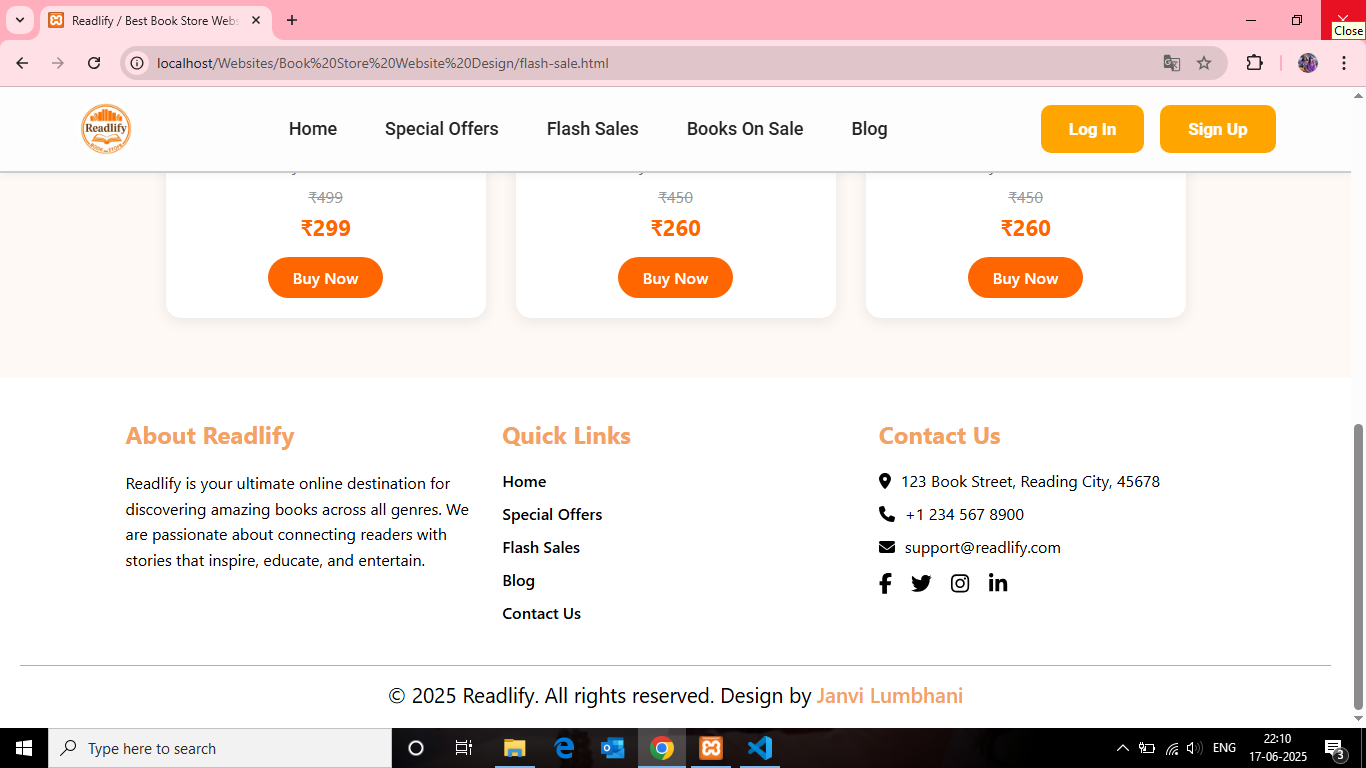 Readlify / Best Book Store Webs
Close
localhost/Websites/Book%20Store%20Website%20Design/flash-sale.html
Readlify
BOOK STORE
Home Special Offers Flash Sales Books On Sale Blog
Log In Sign Up
₹499 ₹450 ₹450
₹299 ₹260 ₹260
Buy Now Buy Now Buy Now
About Readlify
Readlify is your ultimate online destination for
discovering amazing books across all genres. We
are passionate about connecting readers with
stories that inspire, educate, and entertain.
Quick Links
Home
Special Offers
Flash Sales
Blog
Contact Us
Contact Us
123 Book Street, Reading City, 45678
+1 234 567 8900
support@readlify.com
© 2025 Readlify. All rights reserved. Design by Janvi Lumbhani
Type here to search
ENG
22:10
17-06-2025
3